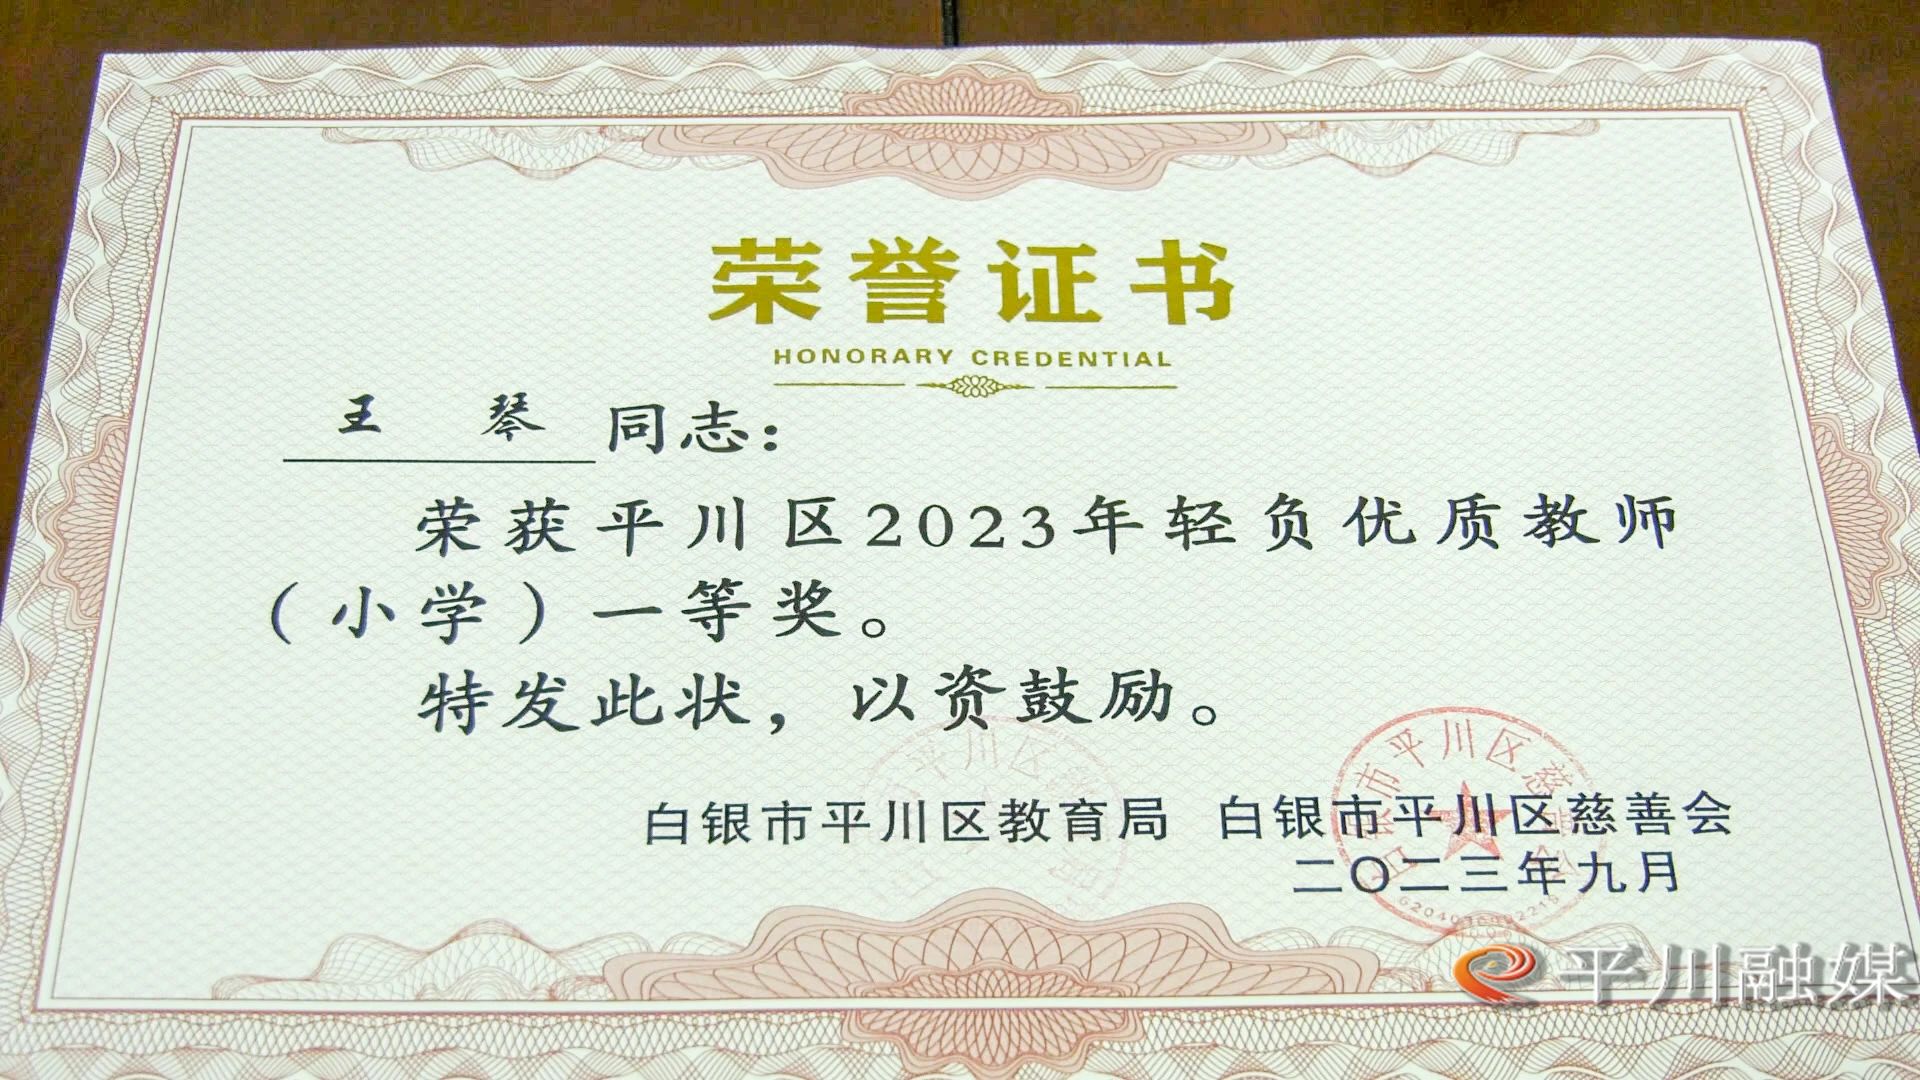 荣誉证书
HONORARY CREDENTIAL
王 琴 同志：
荣获平川区2023年轻负优质教师
（小学）一等奖。
特发此状，以资鼓励。
白银市平川区教育局 白银市平川区慈善会
二〇二三年九月
平川融媒